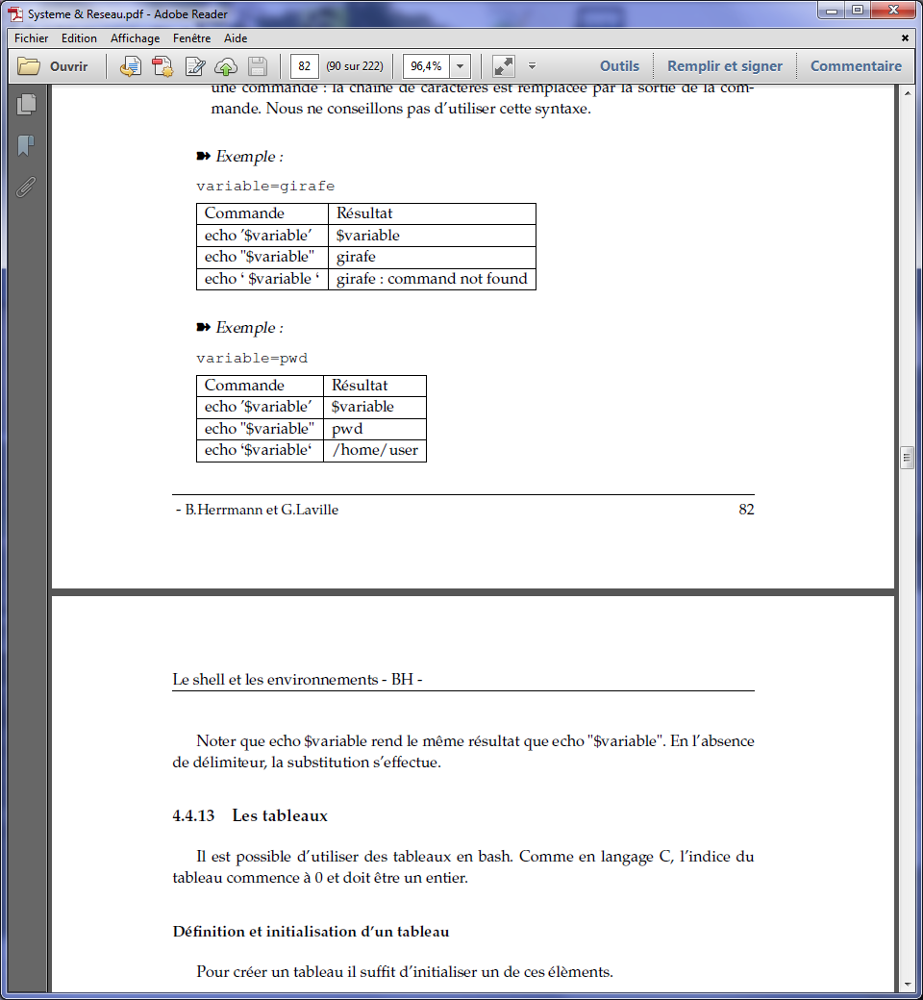 Systeme & Reseau.pdf - Adobe Reader
Fichier Edition Affichage Fenêtre Aide
Ouvrir 82 (90 sur 222) 96,4% Outils Remplir et signer Commentaire
une commande : la chaîne de caractères est remplacée par la sortie de la com-
mande. Nous ne conseillons pas d'utiliser cette syntaxe.
Exemple :
variable=girafe
Commande Résultat
echo '$variable' $variable
echo "$variable" girafe
echo ‘ $variable ‘ girafe : command not found
Exemple :
variable=pwd
Commande Résultat
echo '$variable' $variable
echo "$variable" pwd
echo ‘$variable‘ /home/user
- B.Herrmann et G.Laville 82
Le shell et les environnements - BH -
Noter que echo $variable rend le même résultat que echo "$variable". En l'absence
de délimiteur, la substitution s'effectue.
4.4.13 Les tableaux
Il est possible d'utiliser des tableaux en bash. Comme en langage C, l'indice du
tableau commence à 0 et doit être un entier.
Définition et initialisation d'un tableau
Pour créer un tableau il suffit d'initialiser un de ces élèments.